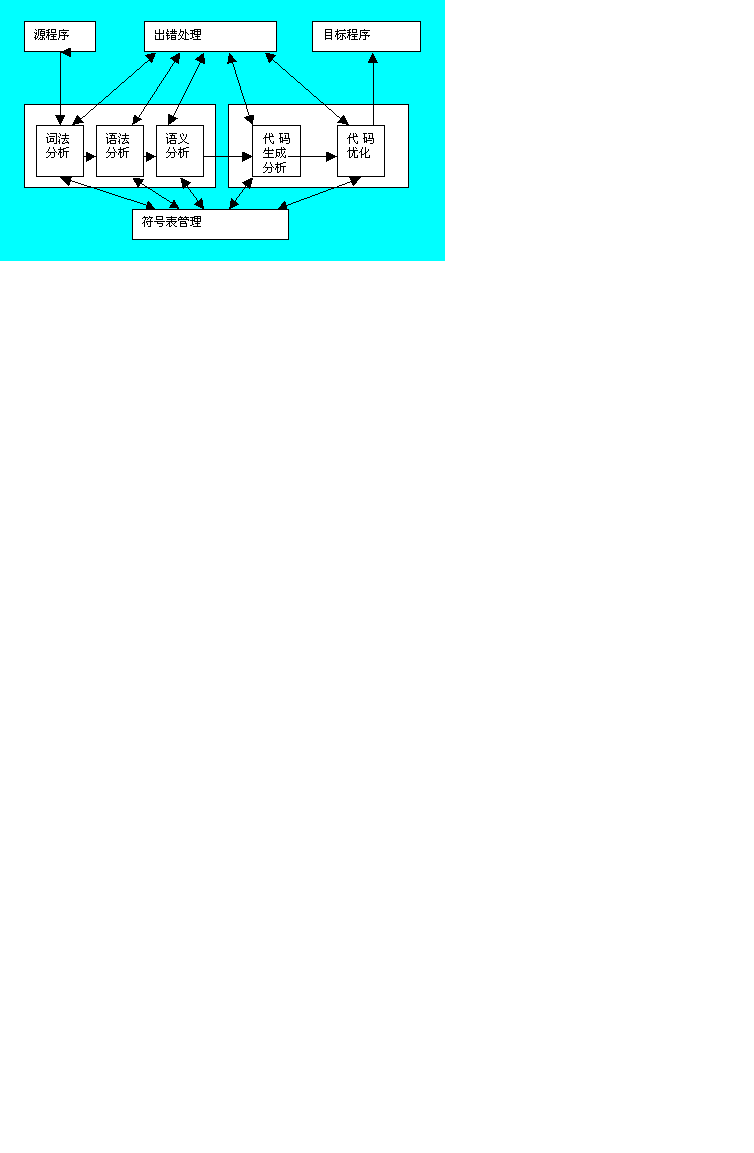 源程序
出错处理
目标程序
词法
分析
语法
分析
语义
分析
代 码
生成
分析
代 码
优化
符号表管理